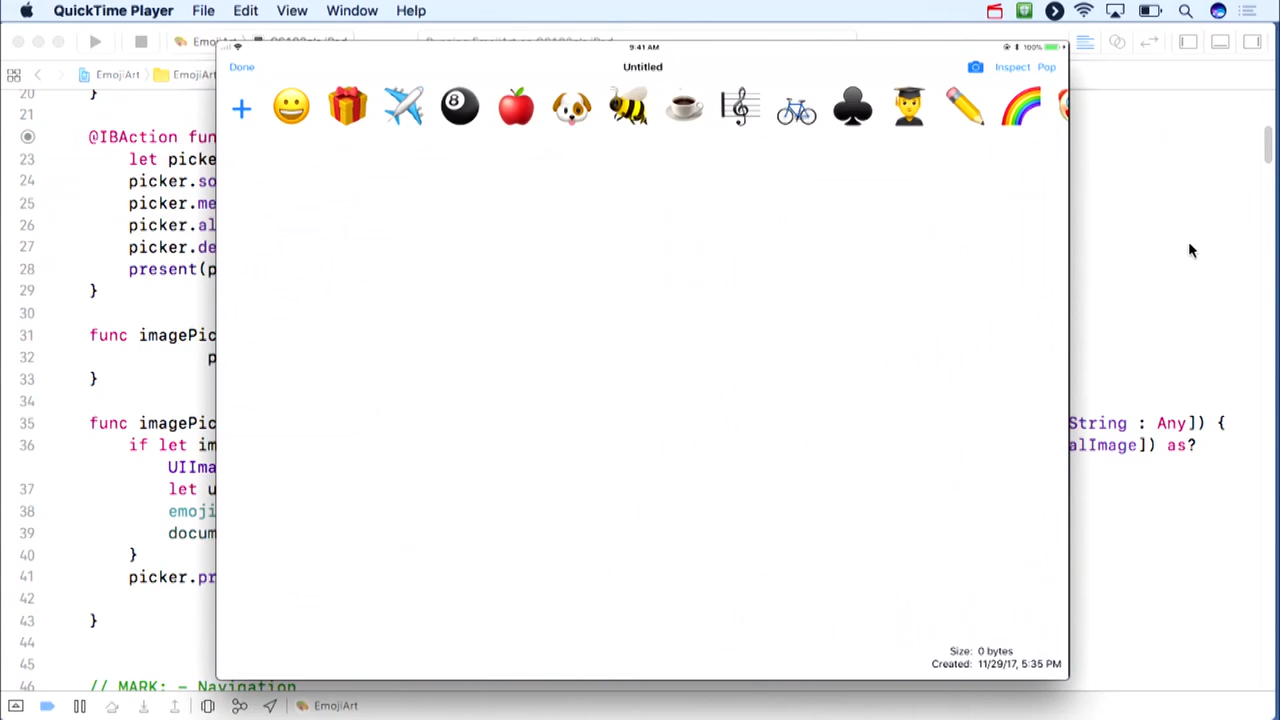 QuickTime Player File Edit View Window Help
9:41 AM
100%
Done Untitled Inspect Pop
EmojiArt EmojiArt
20 }
21
@IBAction fun
23 let picke
24 picker.so
25 picker.me
26 picker.al
27 picker.de
28 present(p
29 }
30
31 func imagePic
32 p
33 }
34
35 func imagePic String : Any]) {
36 if let im alImage]) as?
UIIma
37 let u
38 emoji
39 docum
40 }
41 picker.pr
42
43 }
44
45
46 // MARK: - Navigation
8
Size: 0 bytes
Created: 11/29/17, 5:35 PM
EmojiArt